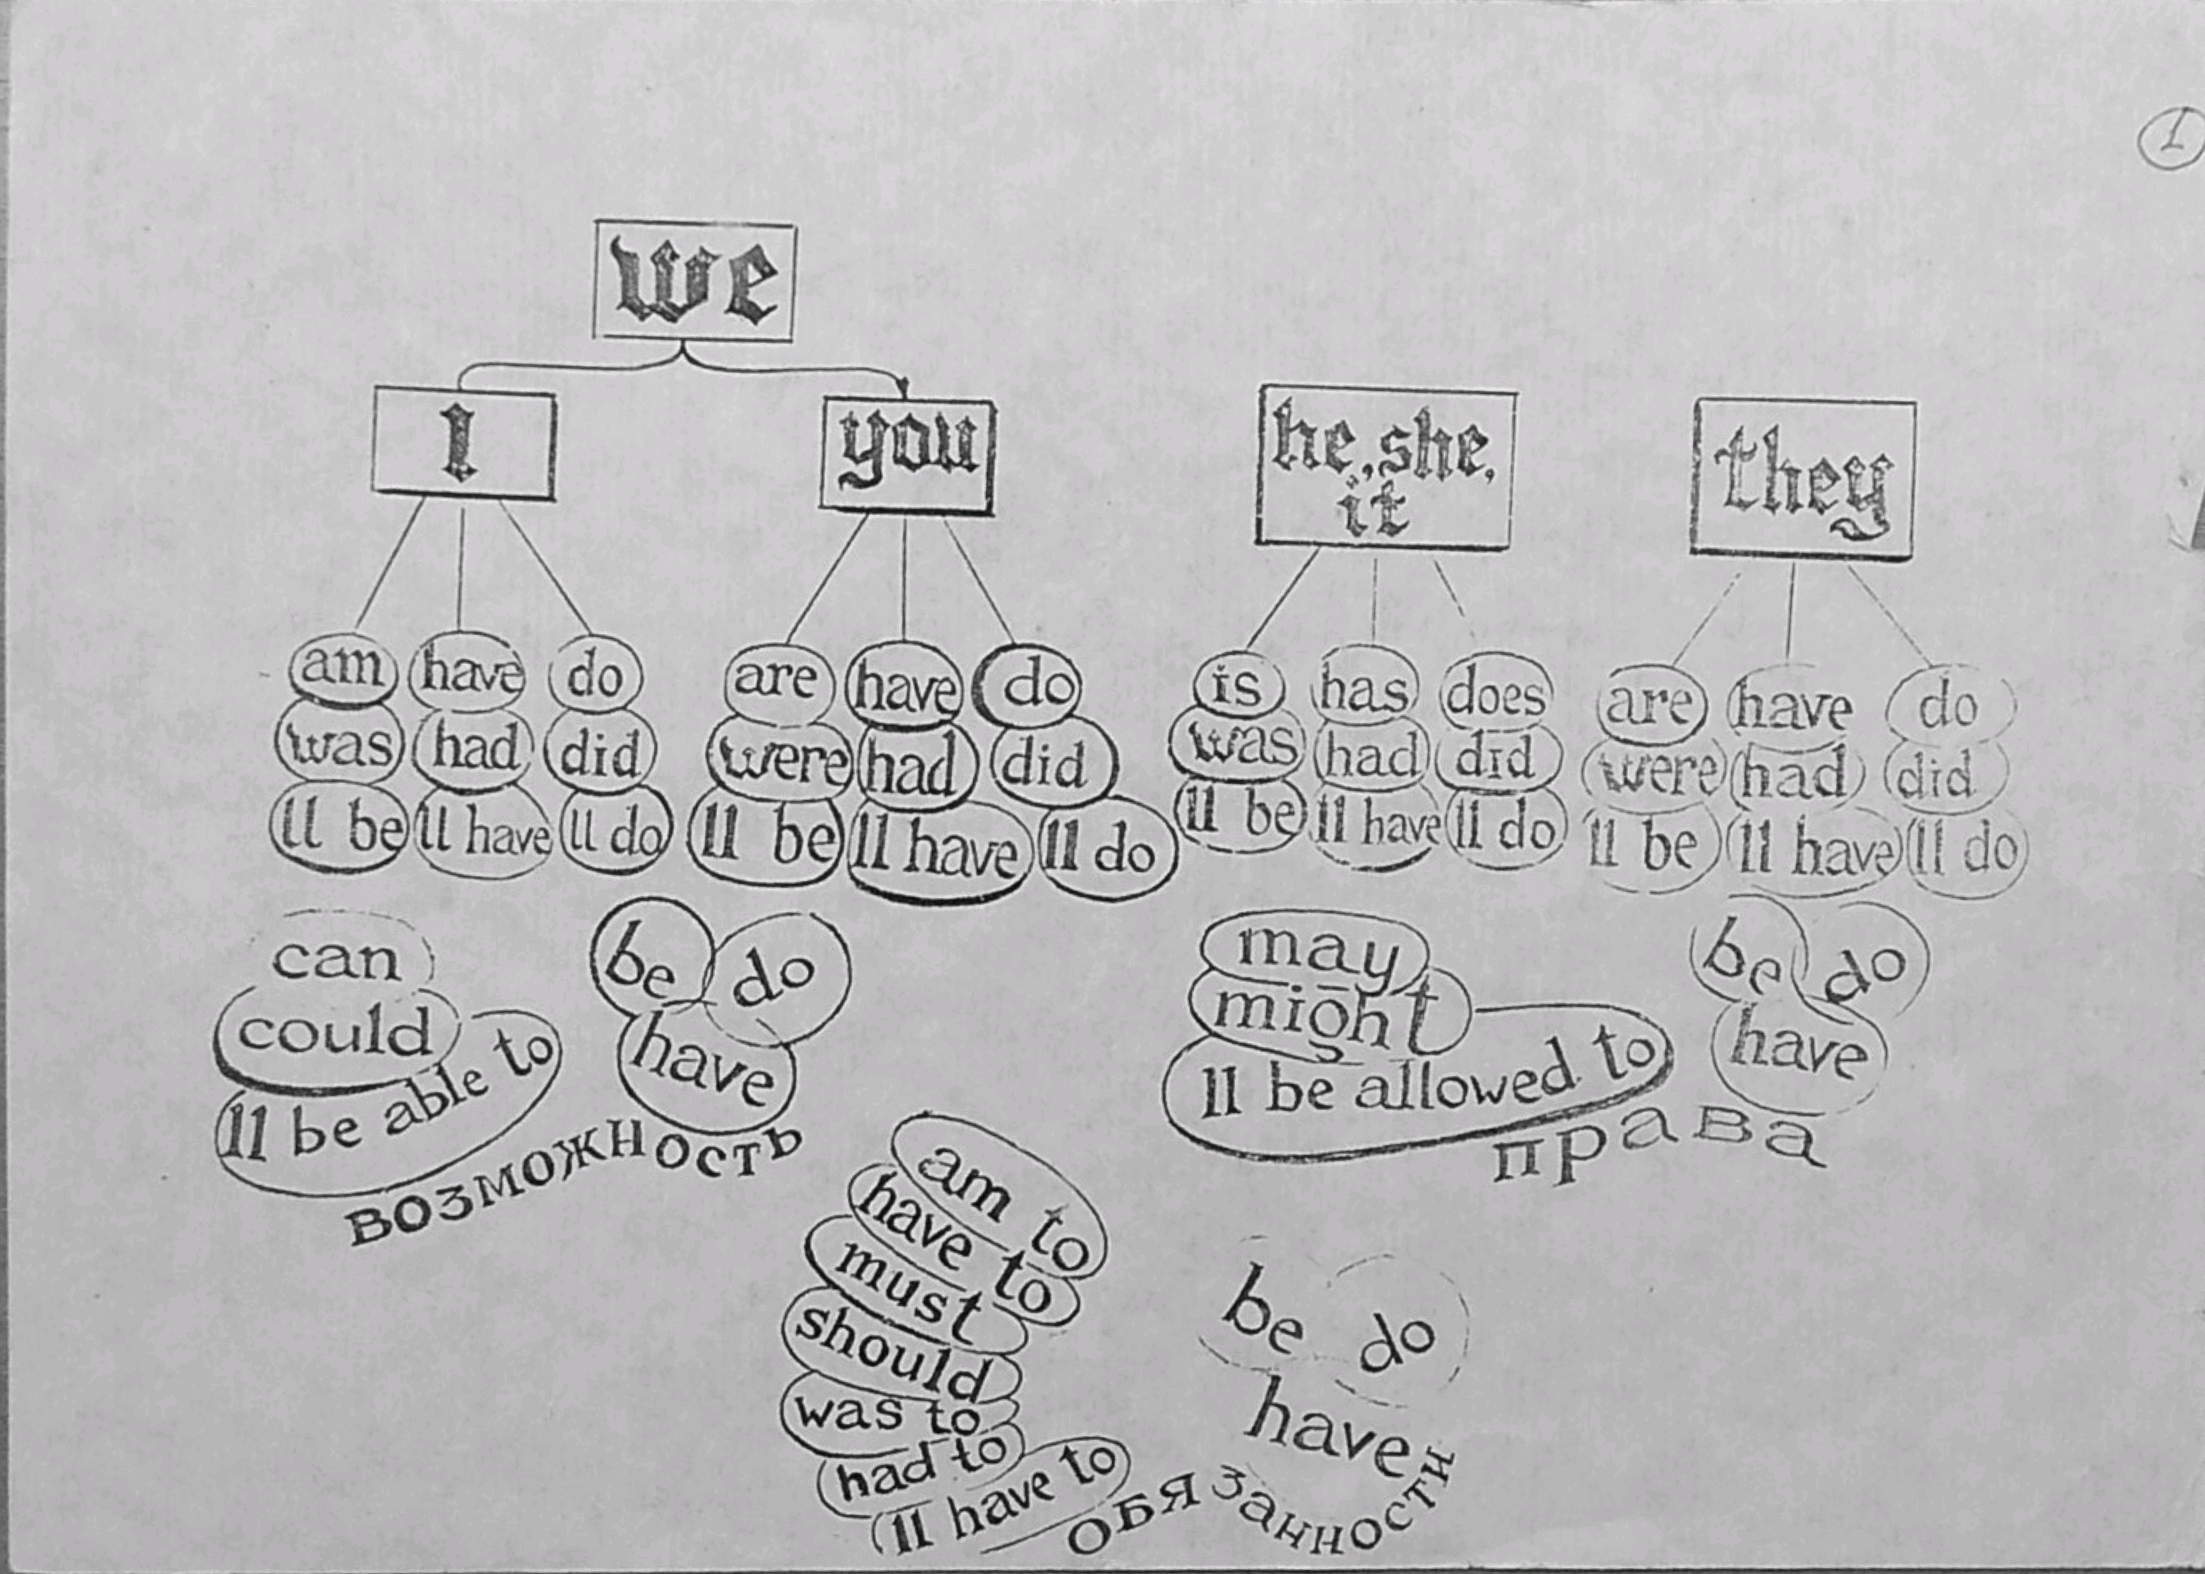 1
we
I you he, she, they
it
am have do are have do is has does are have do
was had did were had did was had did were had did
ll be ll have ll do ll be ll have ll do ll be ll have ll do ll be ll have ll do
can be do may be do
could have might have
ll be able to ll be allowed to
возможность права
am to
have to be do
must have
should
was to
had to
ll have to
обязанности